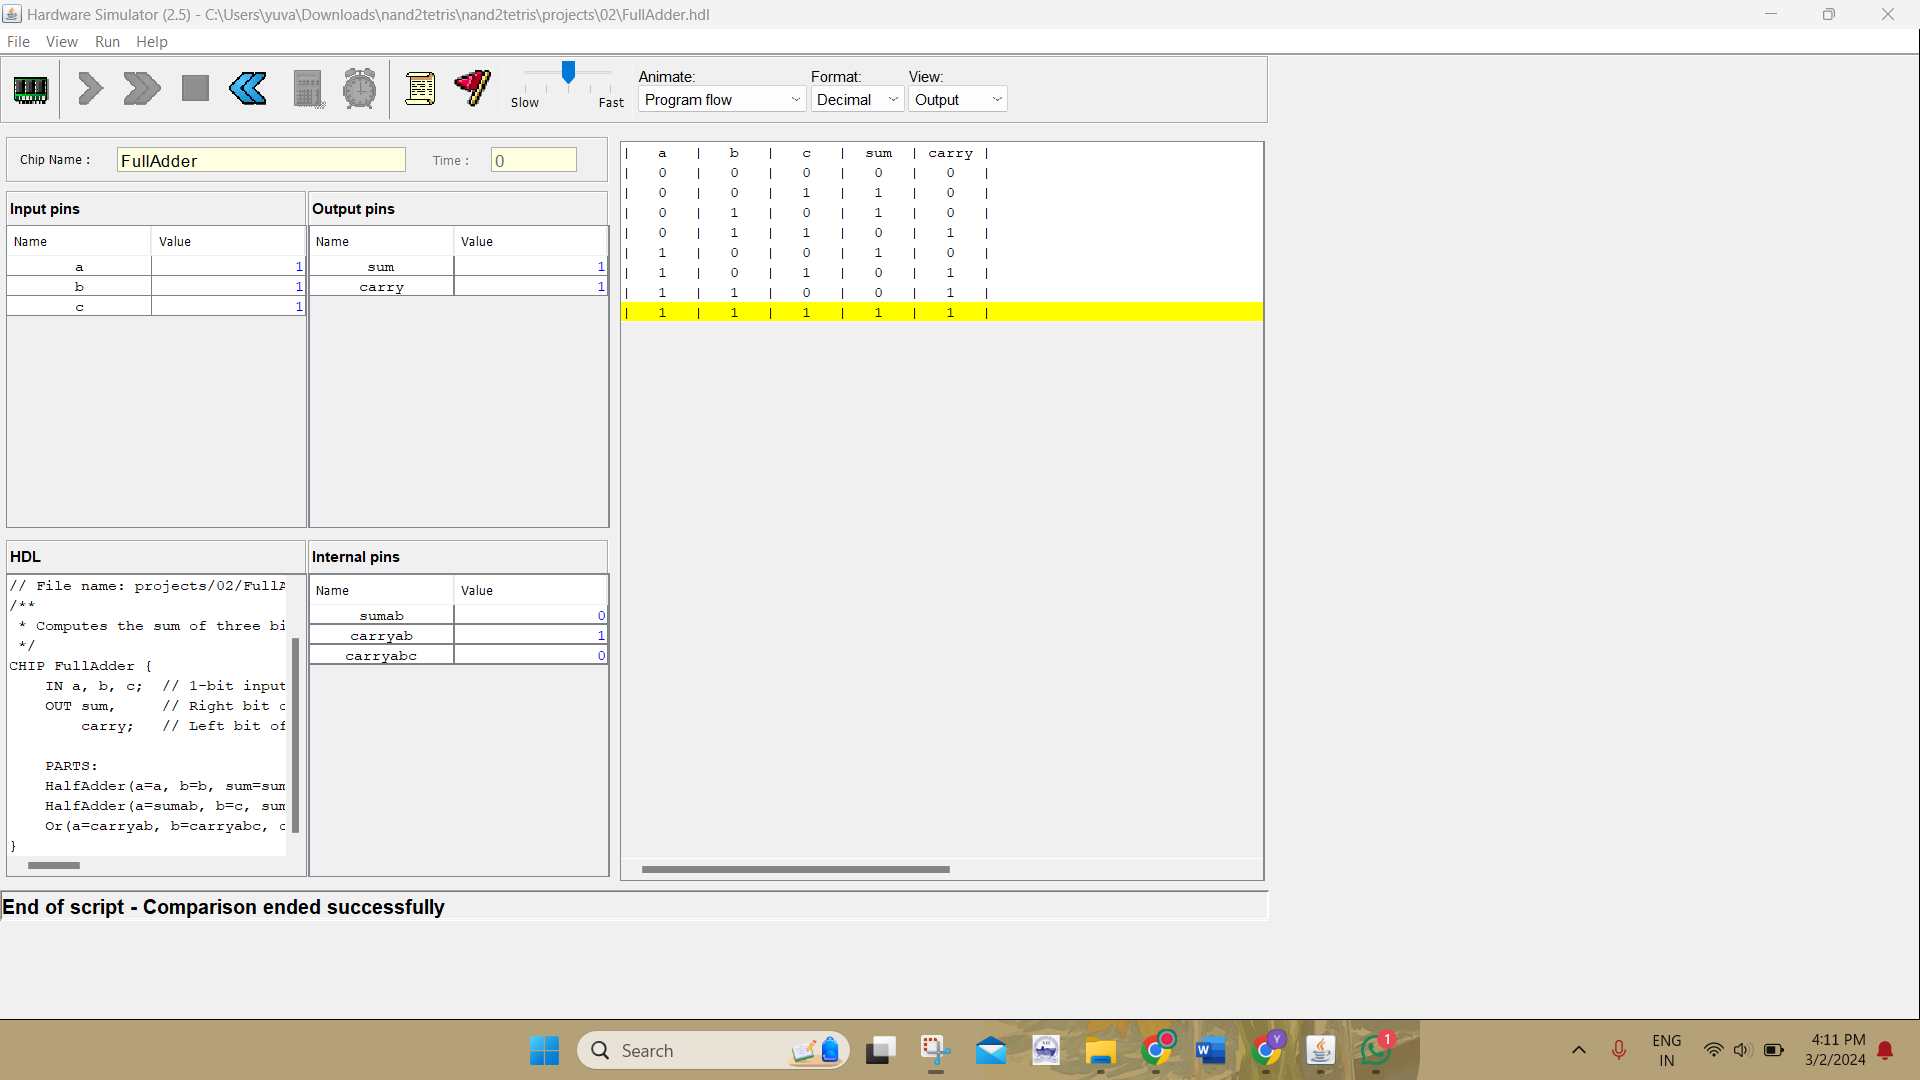 Hardware Simulator (2.5) - C:\Users\yuva\Downloads\nand2tetris\nand2tetris\projects\02\FullAdder.hdl
File View Run Help
Slow Fast
Animate: Format: View:
Program flow Decimal Output
Chip Name : FullAdder Time : 0
Input pins
Name Value
a 1
b 1
c 1
Output pins
Name Value
sum 1
carry 1
| a | b | c | sum | carry |
| 0 | 0 | 0 | 0 | 0 |
| 0 | 0 | 1 | 1 | 0 |
| 0 | 1 | 0 | 1 | 0 |
| 0 | 1 | 1 | 0 | 1 |
| 1 | 0 | 0 | 1 | 0 |
| 1 | 0 | 1 | 0 | 1 |
| 1 | 1 | 0 | 0 | 1 |
| 1 | 1 | 1 | 1 | 1 |
HDL
// File name: projects/02/FullA
/**
* Computes the sum of three bi
*/
CHIP FullAdder {
IN a, b, c; // 1-bit input
OUT sum, // Right bit o
carry; // Left bit of
PARTS:
HalfAdder(a=a, b=b, sum=sum
HalfAdder(a=sumab, b=c, sum
Or(a=carryab, b=carryabc, o
}
Internal pins
Name Value
sumab 0
carryab 1
carryabc 0
End of script - Comparison ended successfully
Search
Y
1
ENG
IN
4:11 PM
3/2/2024